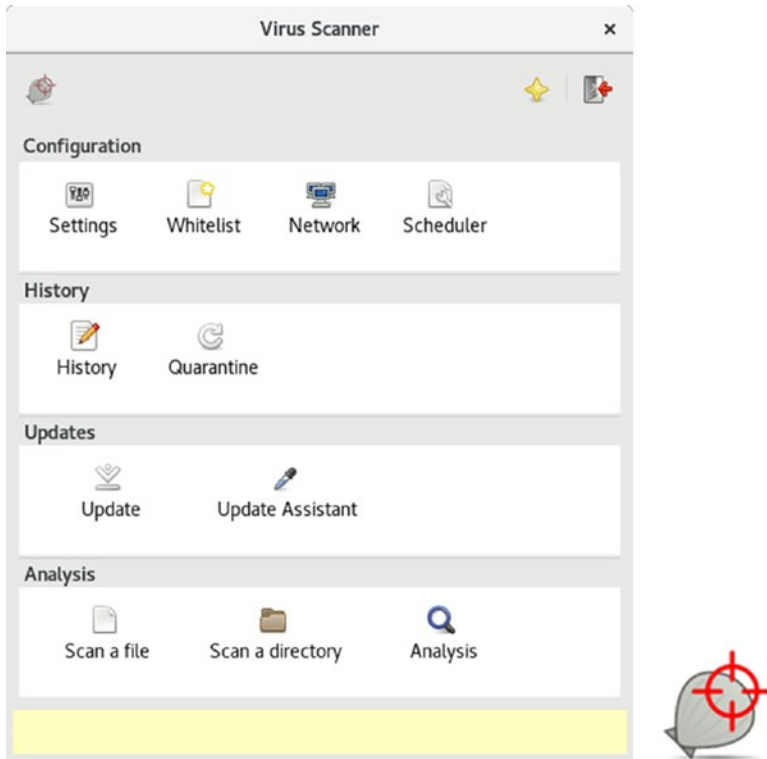 Virus Scanner
Configuration
Settings Whitelist Network Scheduler
History
History Quarantine
Updates
Update Update Assistant
Analysis
Scan a file Scan a directory Analysis